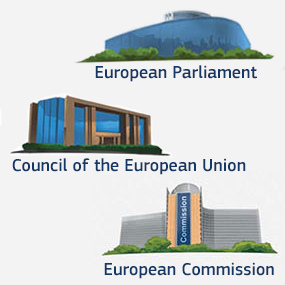 European Parliament
Council of the European Union
Commission
European Commission